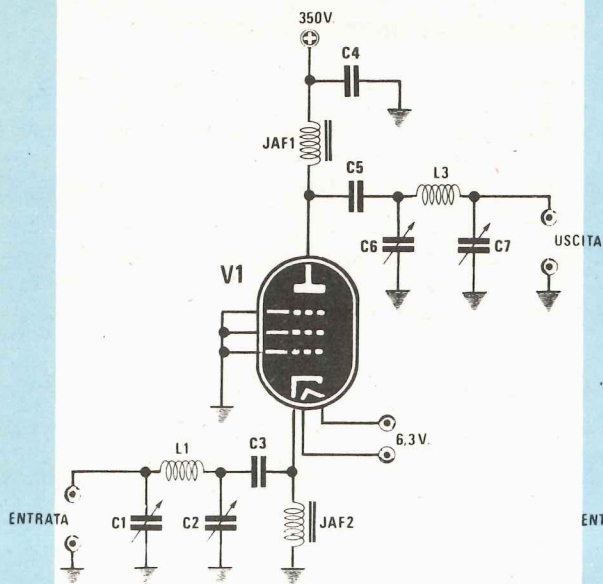 350V.
C4
JAF1
C5
L3
C6
C7
USCITA
V1
6,3 V.
L1
C3
ENTRATA
C1
C2
JAF2
ENT